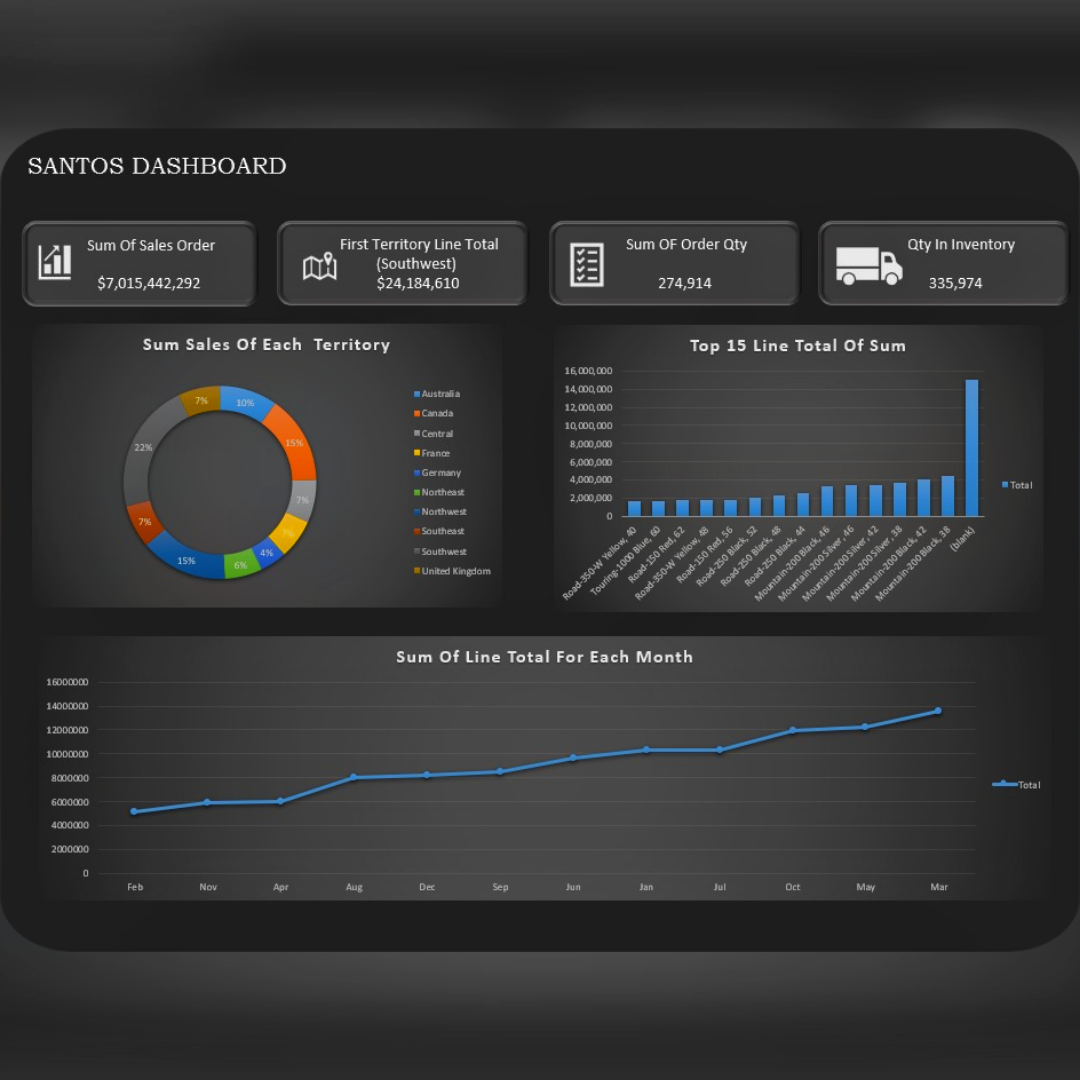 SANTOS DASHBOARD
Sum Of Sales Order
$7,015,442,292
First Territory Line Total
(Southwest)
$24,184,610
Sum OF Order Qty
274,914
Qty In Inventory
335,974
Sum Sales Of Each Territory
10%
15%
7%
7%
4%
6%
15%
7%
22%
7%
Australia
Canada
Central
France
Germany
Northeast
Northwest
Southeast
Southwest
United Kingdom
Top 15 Line Total Of Sum
16,000,000
14,000,000
12,000,000
10,000,000
8,000,000
6,000,000
4,000,000
2,000,000
0
Road-350-W Yellow, 40
Touring-1000 Blue, 60
Road-150 Red, 62
Road-350-W Yellow, 48
Road-150 Red, 56
Road-250 Black, 52
Road-250 Black, 48
Road-250 Black, 44
Mountain-200 Black, 46
Mountain-200 Silver, 46
Mountain-200 Silver, 42
Mountain-200 Silver, 38
Mountain-200 Black, 42
Mountain-200 Black, 38
(blank)
Total
Sum Of Line Total For Each Month
16000000
14000000
12000000
10000000
8000000
6000000
4000000
2000000
0
Feb Nov Apr Aug Dec Sep Jun Jan Jul Oct May Mar
Total